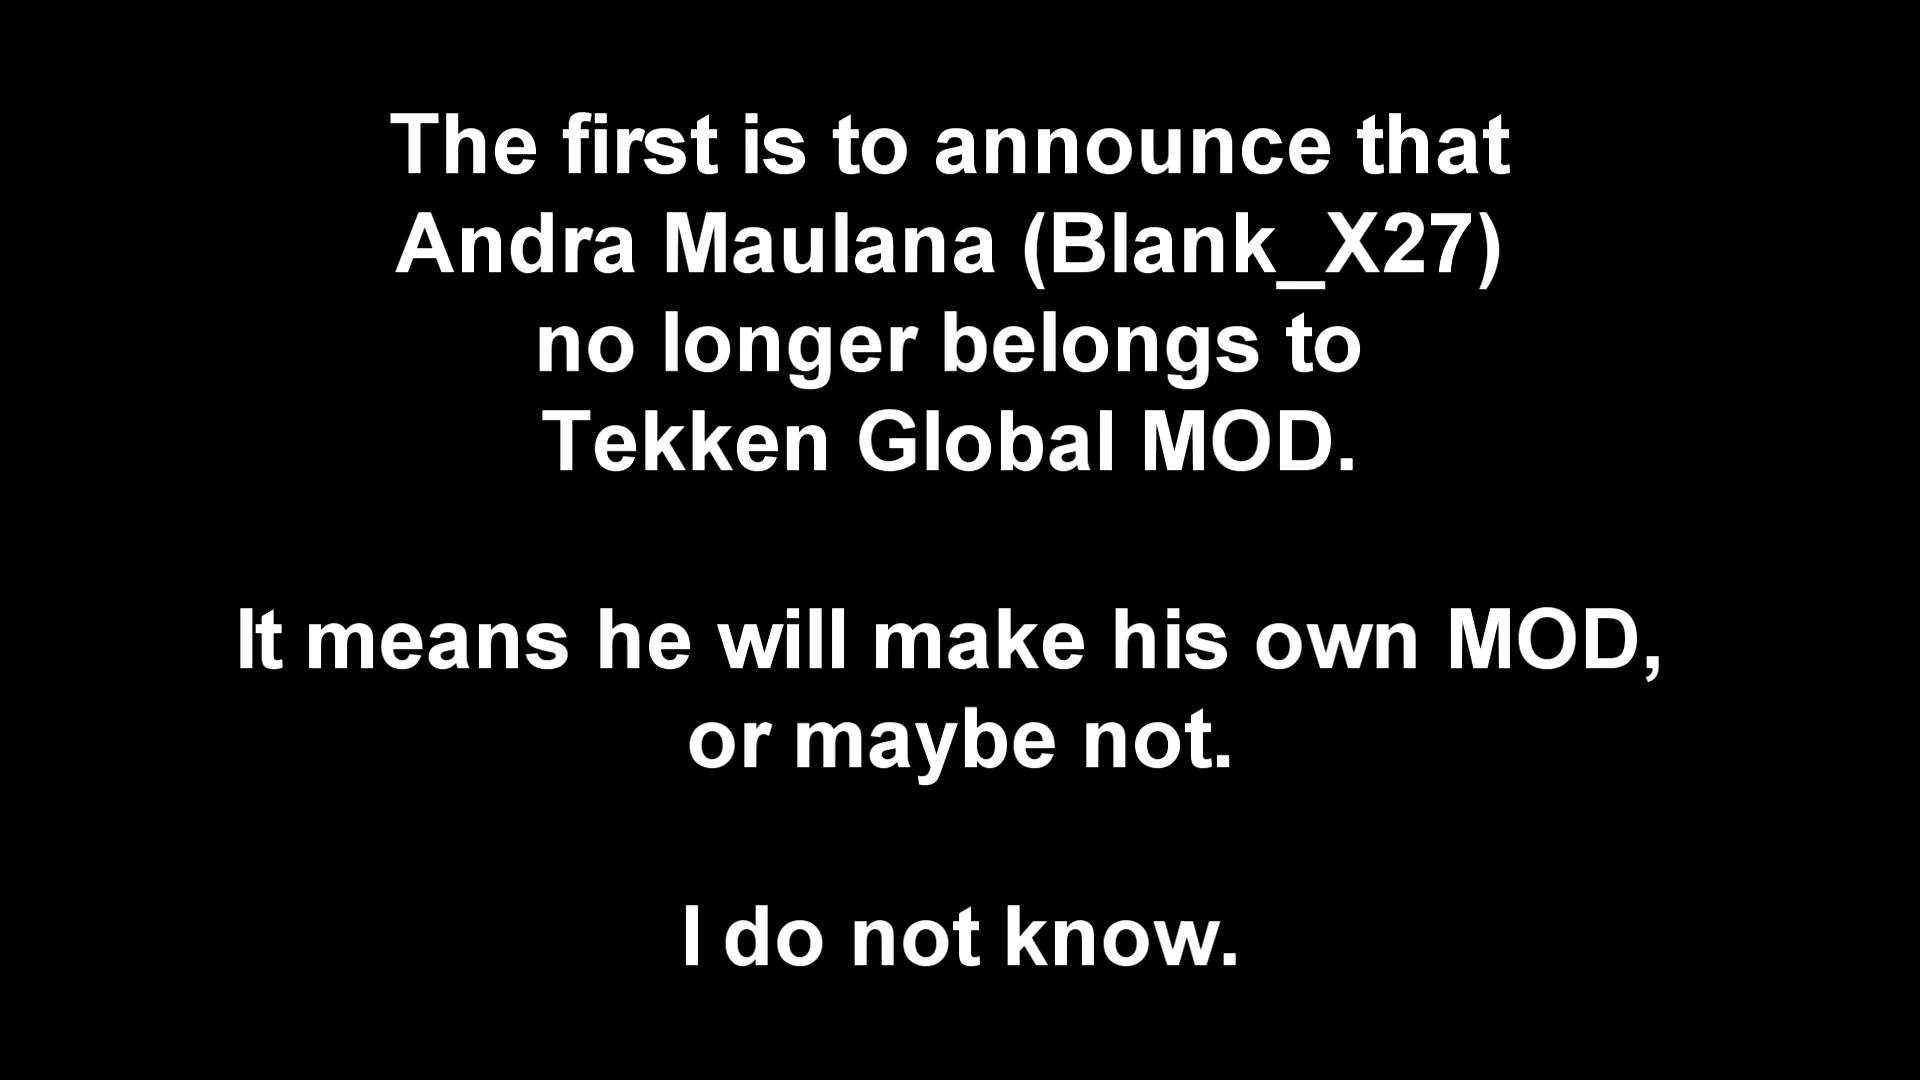 The first is to announce that
Andra Maulana (Blank_X27)
no longer belongs to
Tekken Global MOD.
It means he will make his own MOD,
or maybe not.
I do not know.